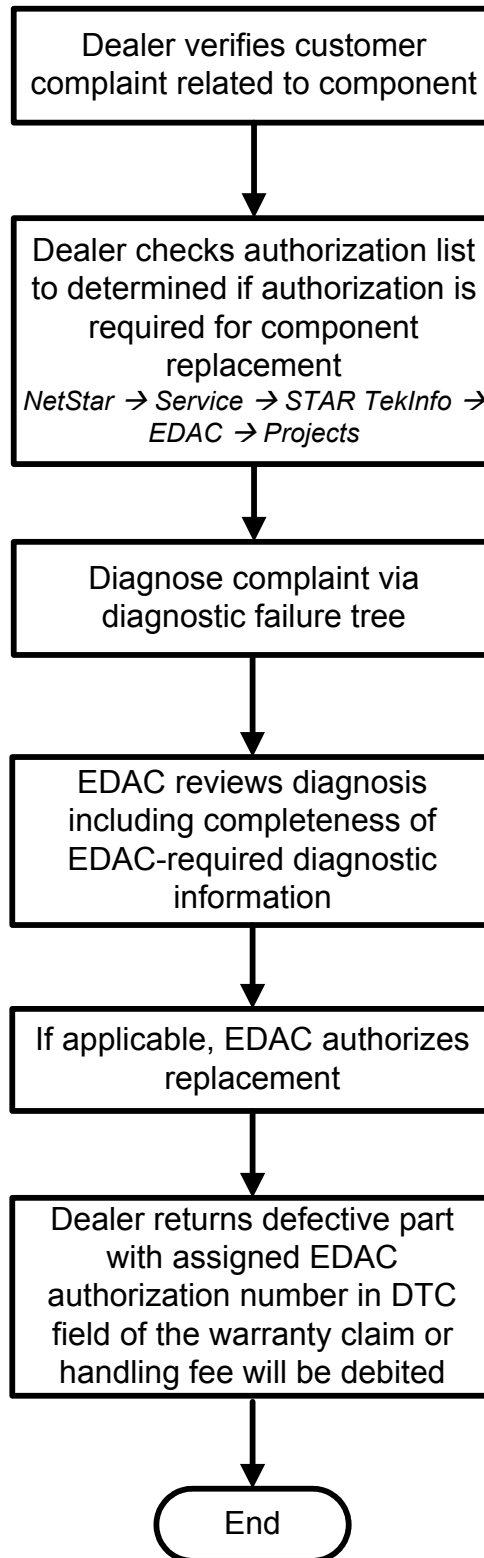 Dealer verifies customer
complaint related to component
Dealer checks authorization list
to determined if authorization is
required for component
replacement
NetStar → Service → STAR TekInfo →
EDAC → Projects
Diagnose complaint via
diagnostic failure tree
EDAC reviews diagnosis
including completeness of
EDAC-required diagnostic
information
If applicable, EDAC authorizes
replacement
Dealer returns defective part
with assigned EDAC
authorization number in DTC
field of the warranty claim or
handling fee will be debited
End